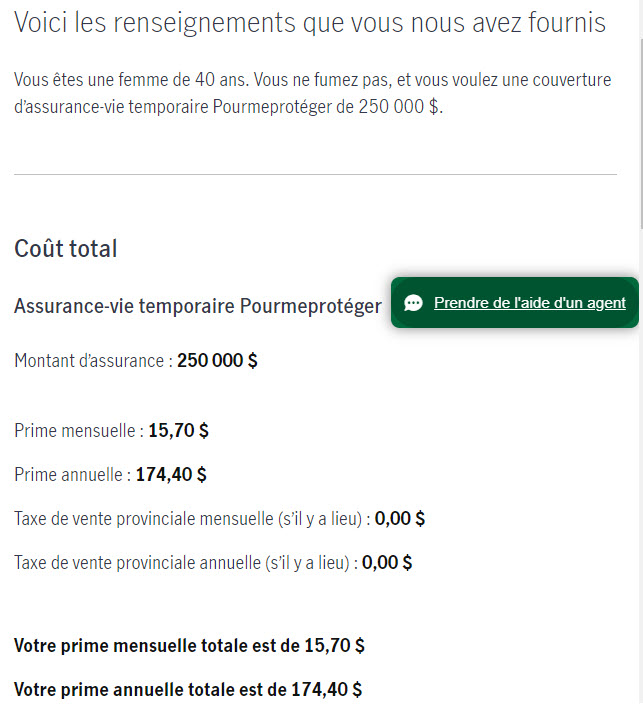 Voici les renseignements que vous nous avez fournis
Vous êtes une femme de 40 ans. Vous ne fumez pas, et vous voulez une couverture
d'assurance-vie temporaire Pourmeprotéger de 250 000 $.
Coût total
Assurance-vie temporaire Pourmeprotéger
Prendre de l'aide d'un agent
Montant d'assurance : 250 000 $
Prime mensuelle : 15,70 $
Prime annuelle : 174,40 $
Taxe de vente provinciale mensuelle (s'il y a lieu) : 0,00 $
Taxe de vente provinciale annuelle (s'il y a lieu) : 0,00 $
Votre prime mensuelle totale est de 15,70 $
Votre prime annuelle totale est de 174,40 $